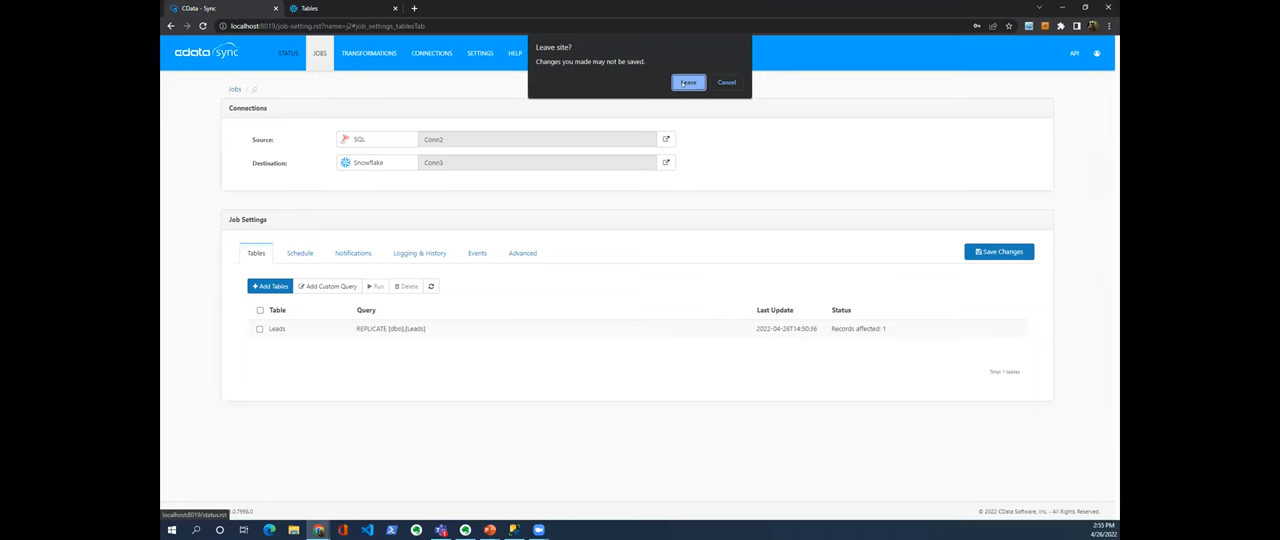 CData - Sync
Tables
localhost:8019/job-setting.rst?name=j2#job_settings_tablesTab
Leave site?
Changes you made may not be saved.
Leave
Cancel
cdata sync
STATUS
JOBS
TRANSFORMATIONS
CONNECTIONS
SETTINGS
HELP
API
Jobs / j2
Connections
Source:
SQL
Conn2
Destination:
Snowflake
Conn3
Job Settings
Tables
Schedule
Notifications
Logging & History
Events
Advanced
Save Changes
+ Add Tables
Add Custom Query
Run
Delete
Table
Query
Last Update
Status
Leads
REPLICATE [dbo].[Leads]
2022-04-26T14:50:36
Records affected: 1
Total: 1 tables
localhost:8019/status.rst
.0.7998.0
© 2022 CData Software, Inc. - All Rights Reserved.
2:55 PM
4/26/2022